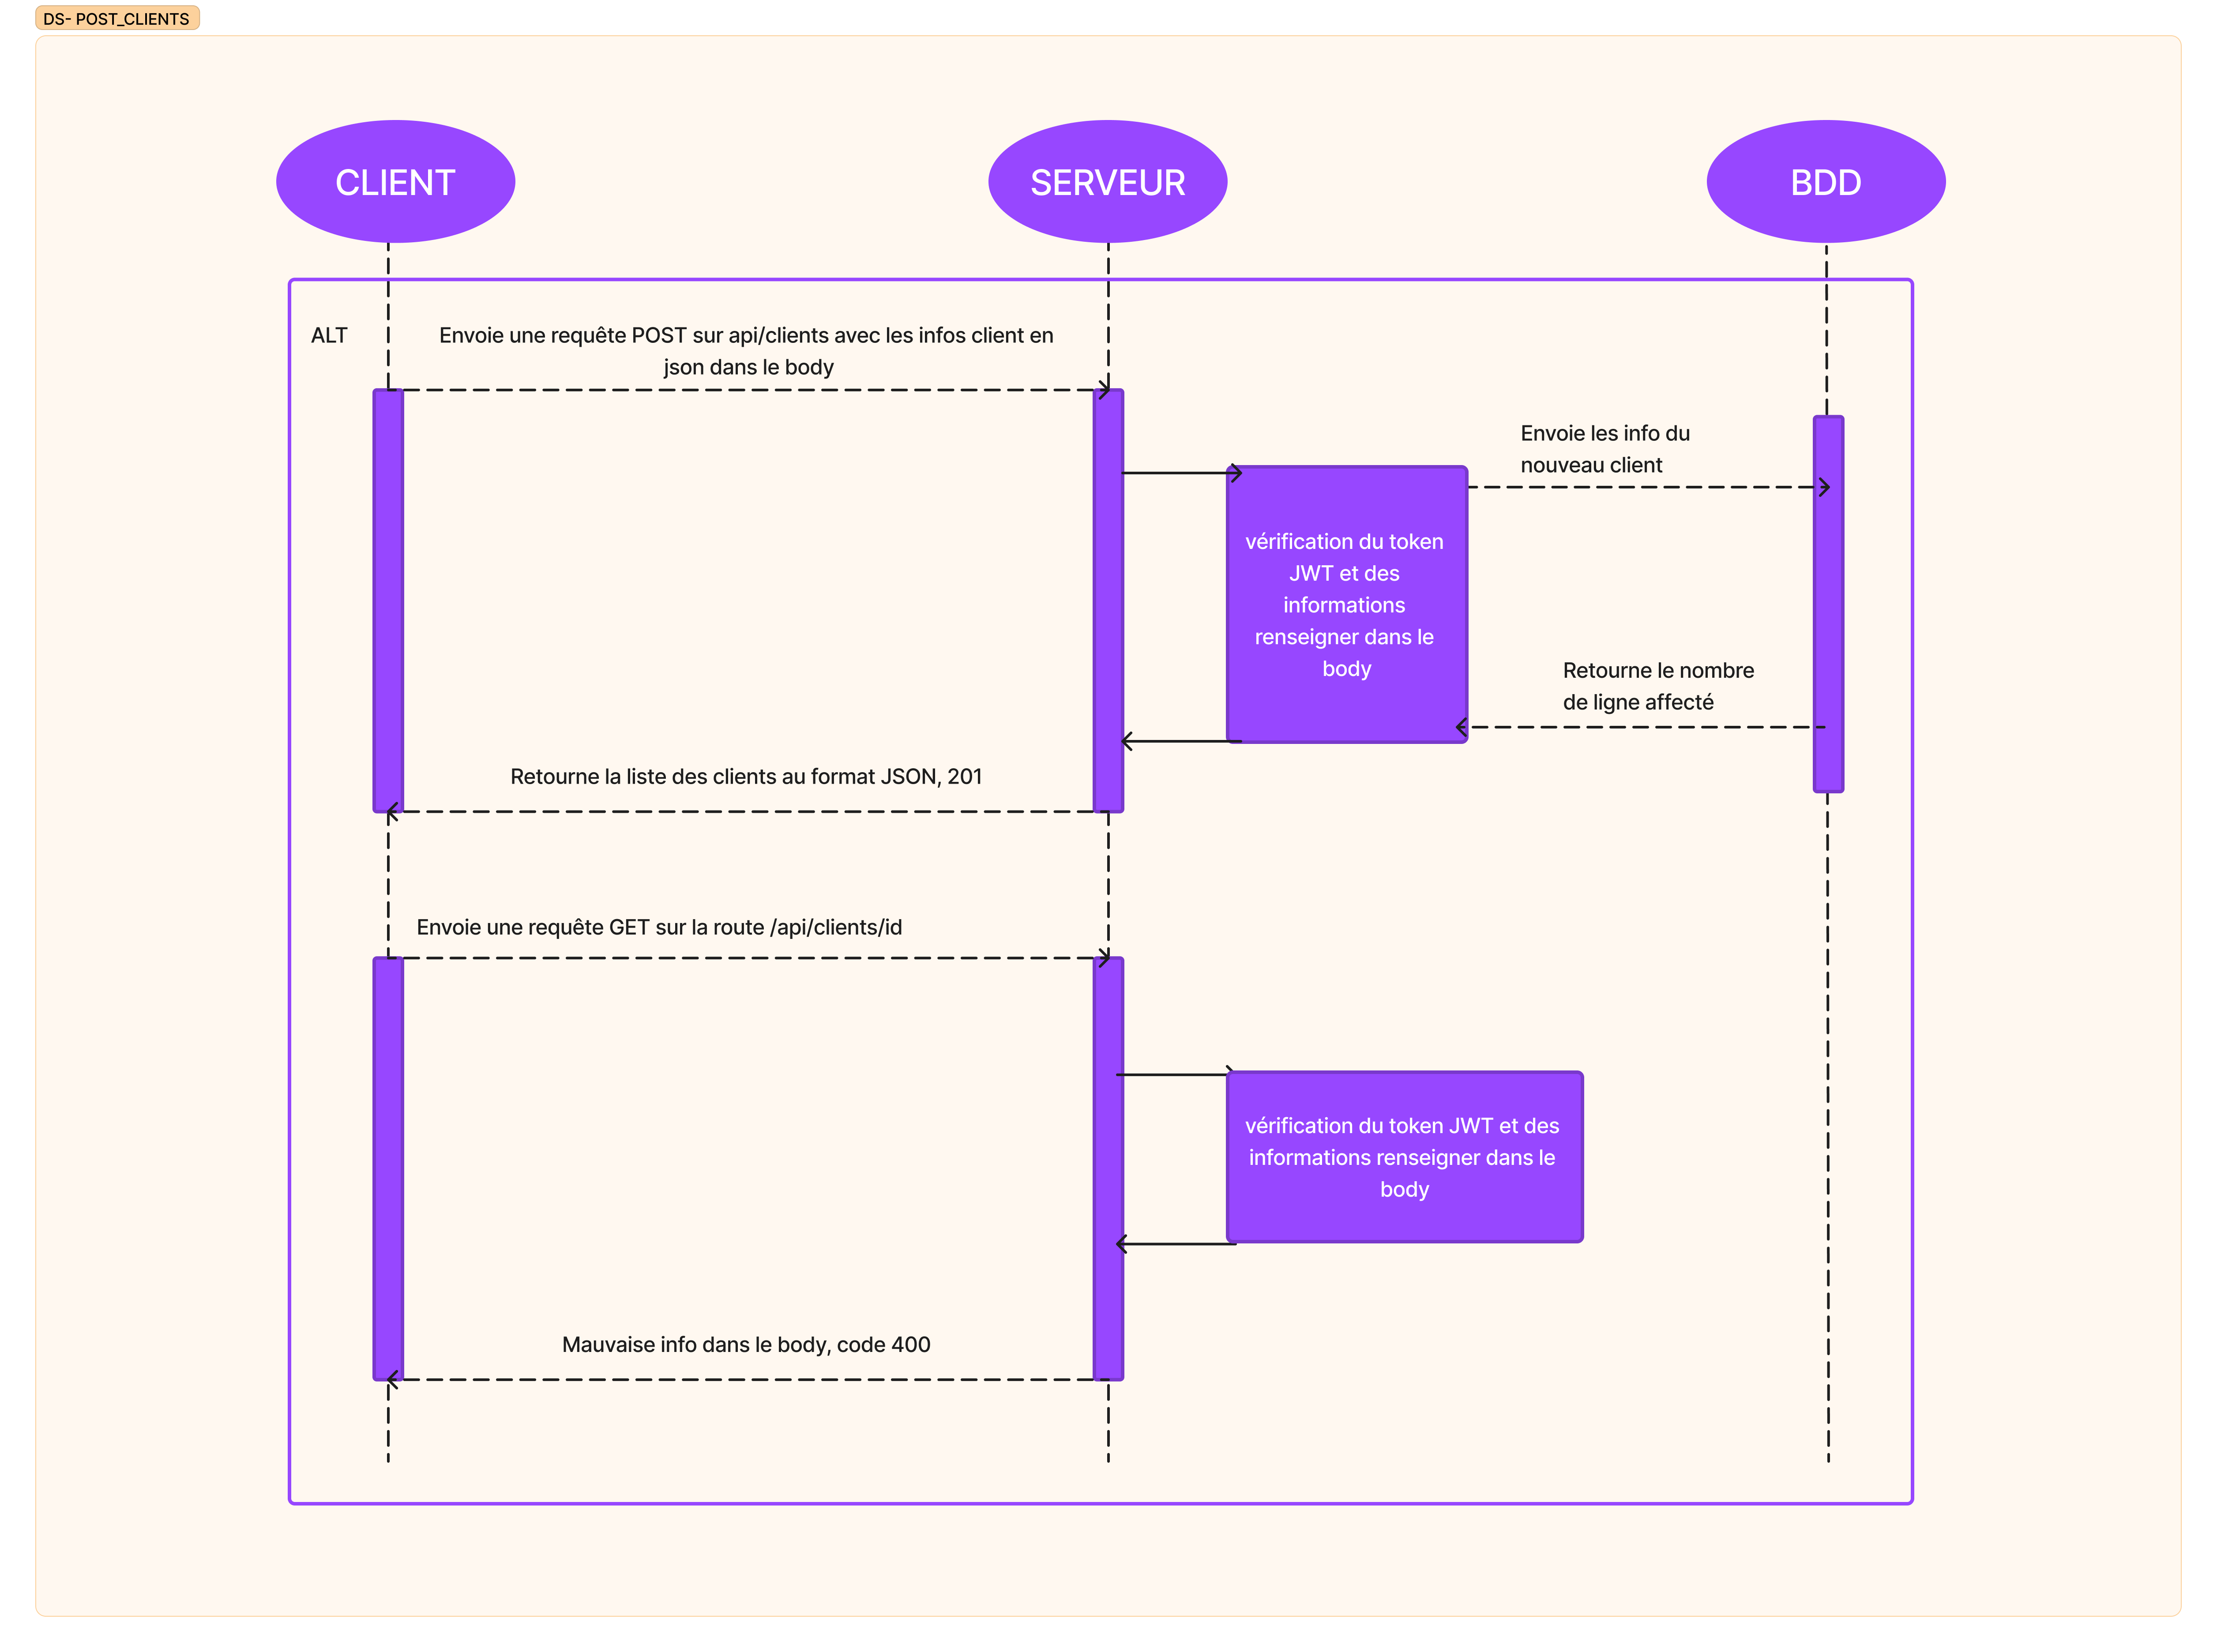 DS- POST_CLIENTS
CLIENT
SERVEUR
BDD
ALT
Envoie une requête POST sur api/clients avec les infos client en
json dans le body
Envoie les info du
nouveau client
vérification du token
JWT et des
informations
renseigner dans le
body
Retourne le nombre
de ligne affecté
Retourne la liste des clients au format JSON, 201
Envoie une requête GET sur la route /api/clients/id
vérification du token JWT et des
informations renseigner dans le
body
Mauvaise info dans le body, code 400